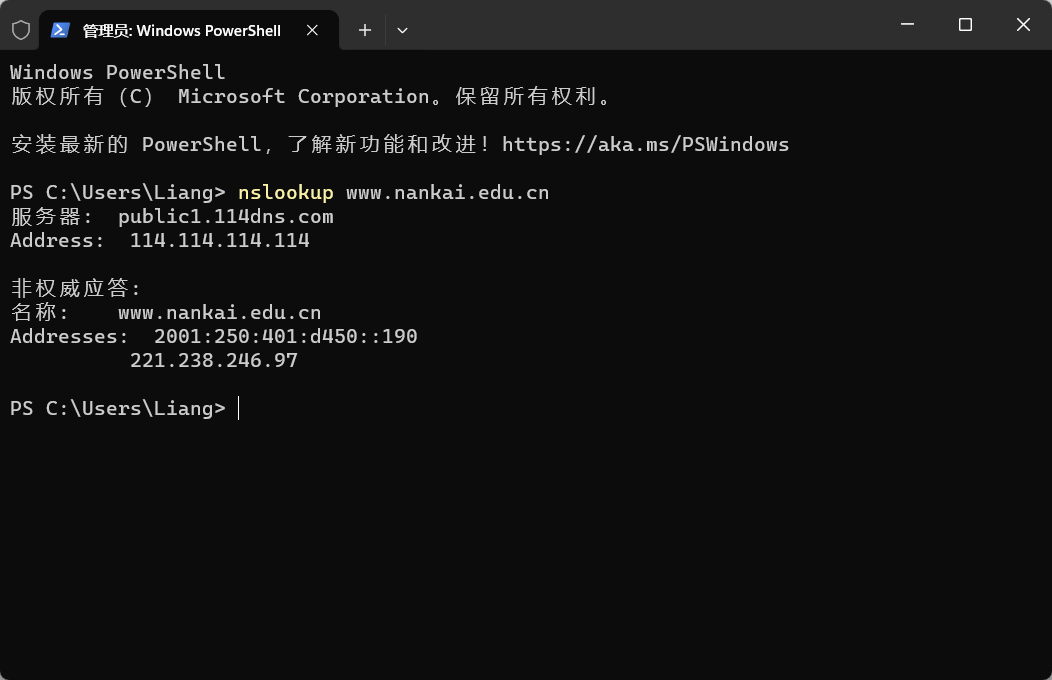 管理员: Windows PowerShell
Windows PowerShell
版权所有（C） Microsoft Corporation。保留所有权利。
安装最新的 PowerShell，了解新功能和改进！https://aka.ms/PSWindows
PS C:\Users\Liang> nslookup www.nankai.edu.cn
服务器:  public1.114dns.com
Address:  114.114.114.114
非权威应答:
名称:    www.nankai.edu.cn
Addresses:  2001:250:401:d450::190
          221.238.246.97
PS C:\Users\Liang>